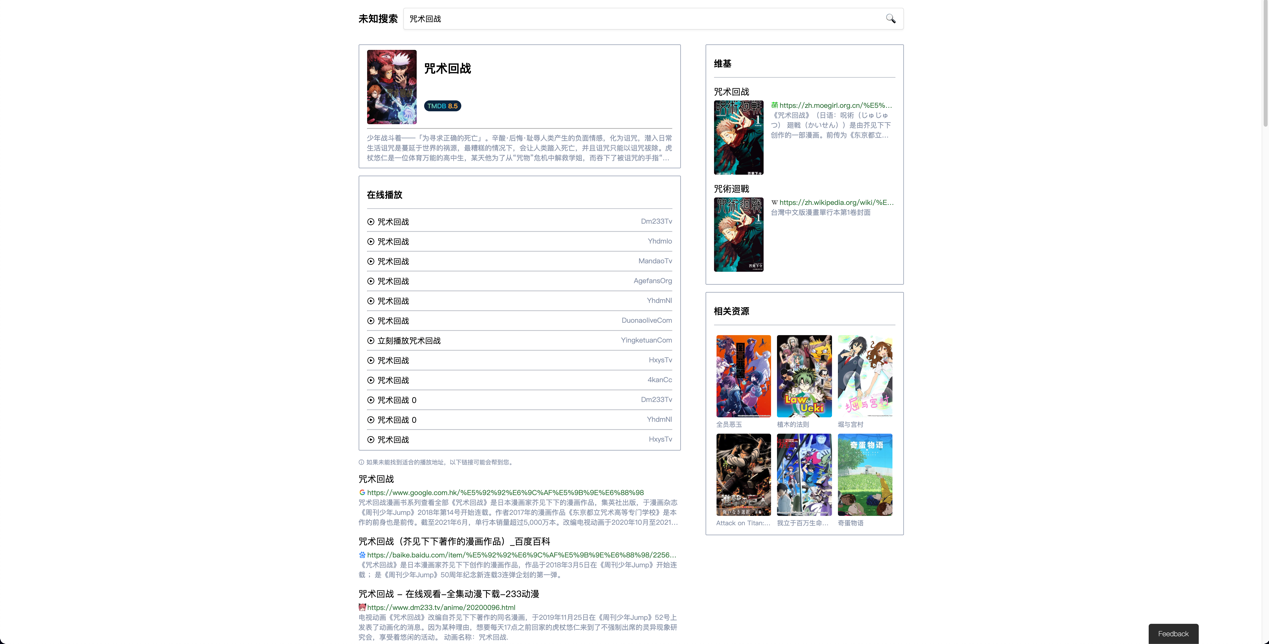 未知搜索
咒术回战
咒术回战
TMDB 8.5
少年战斗着——「为寻求正确的死亡」。辛酸·后悔·耻辱人类产生的负面情感，化为诅咒，潜入日常
生活诅咒是蔓延于世界的祸源，最糟糕的情况下，会让人类踏入死亡，并且诅咒只能以诅咒祓除。虎
杖悠仁是一位体育万能的高中生，某天他为了从“咒物”危机中解救学姐，而吞下了被诅咒的手指“…
在线播放
咒术回战 Dm233Tv
咒术回战 YhdmIo
咒术回战 MandaoTv
咒术回战 AgefansOrg
咒术回战 YhdmNl
咒术回战 DuonaoliveCom
立刻播放咒术回战 YingketuanCom
咒术回战 HxysTv
咒术回战 4kanCc
咒术回战 0 Dm233Tv
咒术回战 0 YhdmNl
咒术回战 HxysTv
如果未能找到适合的播放地址，以下链接可能会帮到您。
咒术回战
https://www.google.com.hk/%E5%92%92%E6%9C%AF%E5%9B%9E%E6%88%98
咒术回战漫画书系列查看全部《咒术回战》是日本漫画家芥见下下的漫画作品，集英社出版，于漫画杂志
《周刊少年Jump》2018年第14号开始连载。作者2017年的漫画作品《东京都立咒术高等专门学校》是本
作的前身也是前传。截至2021年6月，单行本销量超过5,000万本。改编电视动画于2020年10月至2021…
咒术回战（芥见下下著作的漫画作品）_百度百科
https://baike.baidu.com/item/%E5%92%92%E6%9C%AF%E5%9B%9E%E6%88%98/2256…
《咒术回战》是日本漫画家芥见下下创作的漫画作品，作品于2018年3月5日在《周刊少年Jump》开始连
载 ；是《周刊少年Jump》50周年纪念新连载3连弹企划的第一弹。
咒术回战 - 在线观看-全集动漫下载-233动漫
https://www.dm233.tv/anime/20200096.html
电视动画《咒术回战》改编自芥见下下著作的同名漫画，于2019年11月25日在《周刊少年Jump》52号上
发表了动画化的消息。因为某种理由，想要每天17点之前回家的虎杖悠仁来到了不强制出席的灵异现象研
究会，享受着悠闲的活动。 动画名称：咒术回战.
维基
咒术回战
萌 https://zh.moegirl.org.cn/%E5%…
《咒术回战》（日语：呪術（じゅじゅ
つ） 廻戦（かいせん））是由芥见下下
创作的一部漫画。前传为《东京都立…
咒術迴戰
W https://zh.wikipedia.org/wiki/%E…
台灣中文版漫畫單行本第1卷封面
相关资源
Law of Ueki
堀与宫村
全员恶玉
植木的法则
堀与宫村
奇蛋物语
Attack on Titan:…
我立于百万生命…
奇蛋物语
Feedback